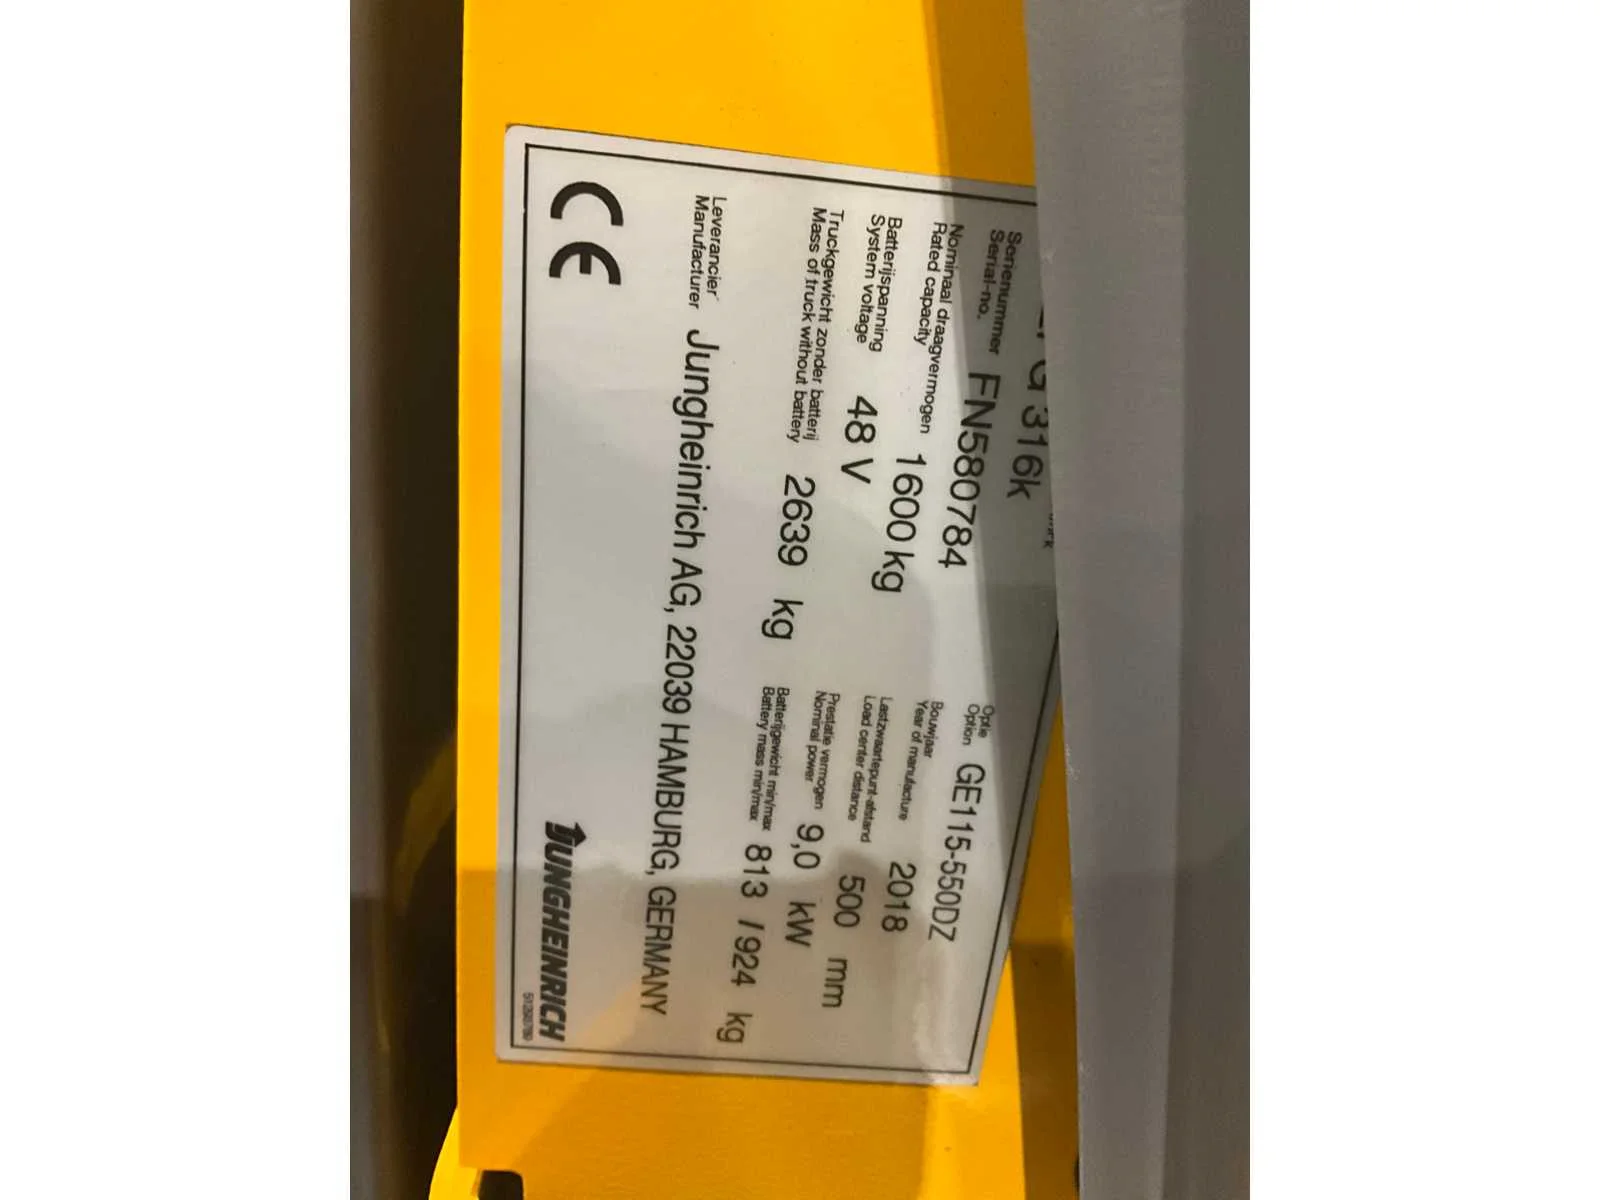 G 316k
Serienummer
Serial-no. FN580784
Optie
Option GE115-550DZ
Nominaal draagvermogen
Rated capacity 1600 kg
Bouwjaar
Year of manufacture 2018
Batterijspanning
System voltage 48 V
Lastzwaartepunt-afstand
Load center distance 500 mm
Truckgewicht zonder batterij
Mass of truck without battery 2639 kg
Prestatie vermogen
Nominal power 9,0 kW
Batterijgewicht min/max
Battery mass min/max 813 / 924 kg
Leverancier
Manufacturer Jungheinrich AG, 22039 HAMBURG, GERMANY
CE
JUNGHEINRICH